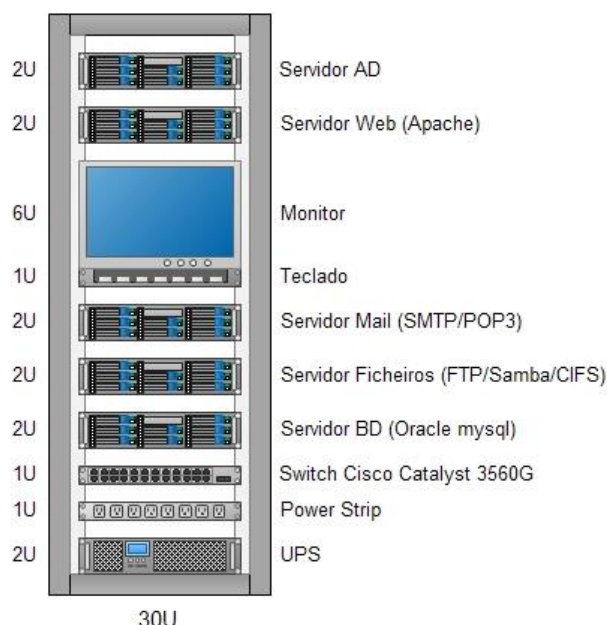 2U Servidor AD
2U Servidor Web (Apache)
6U Monitor
1U Teclado
2U Servidor Mail (SMTP/POP3)
2U Servidor Ficheiros (FTP/Samba/CIFS)
2U Servidor BD (Oracle mysql)
1U Switch Cisco Catalyst 3560G
1U Power Strip
2U UPS
30U